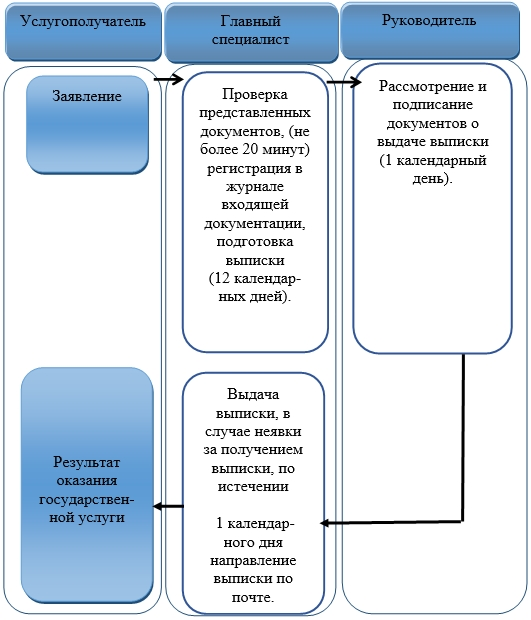 Услугополучатель
Главный
специалист
Руководитель
Заявление
Проверка
представленных
документов, (не
более 20 минут)
регистрация в
журнале
входящей
документации,
подготовка
выписки
(12 календар-
ных дней).
Рассмотрение и
подписание
документов о
выдаче выписки
(1 календарный
день).
Выдача
выписки, в
случае неявки
за получением
выписки, по
истечении
1 календар-
ного дня
направление
выписки по
почте.
Результат
оказания
государствен-
ной услуги